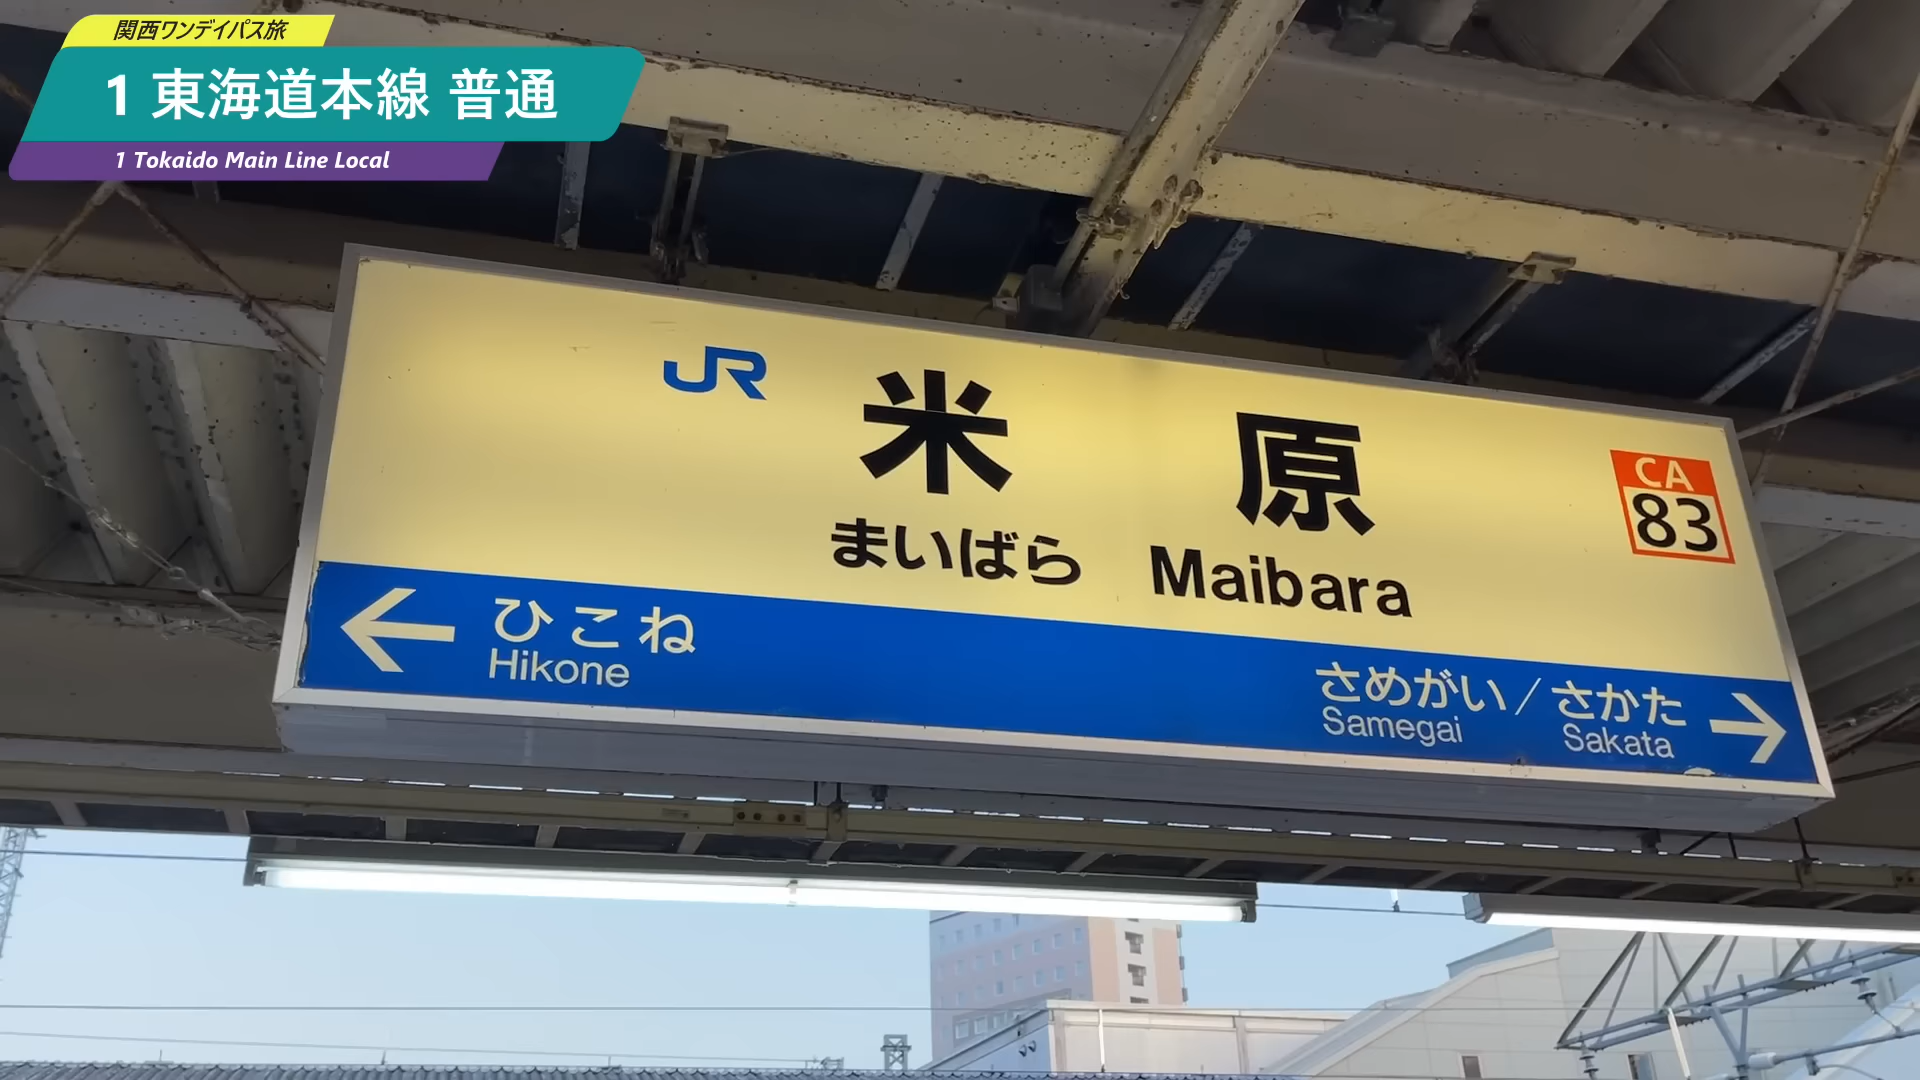 関西ワンデイパス旅
1 東海道本線 普通
1 Tokaido Main Line Local
JR
米原
CA
83
まいばら Maibara
ひこね
Hikone
さめがい／さかた
Samegai Sakata